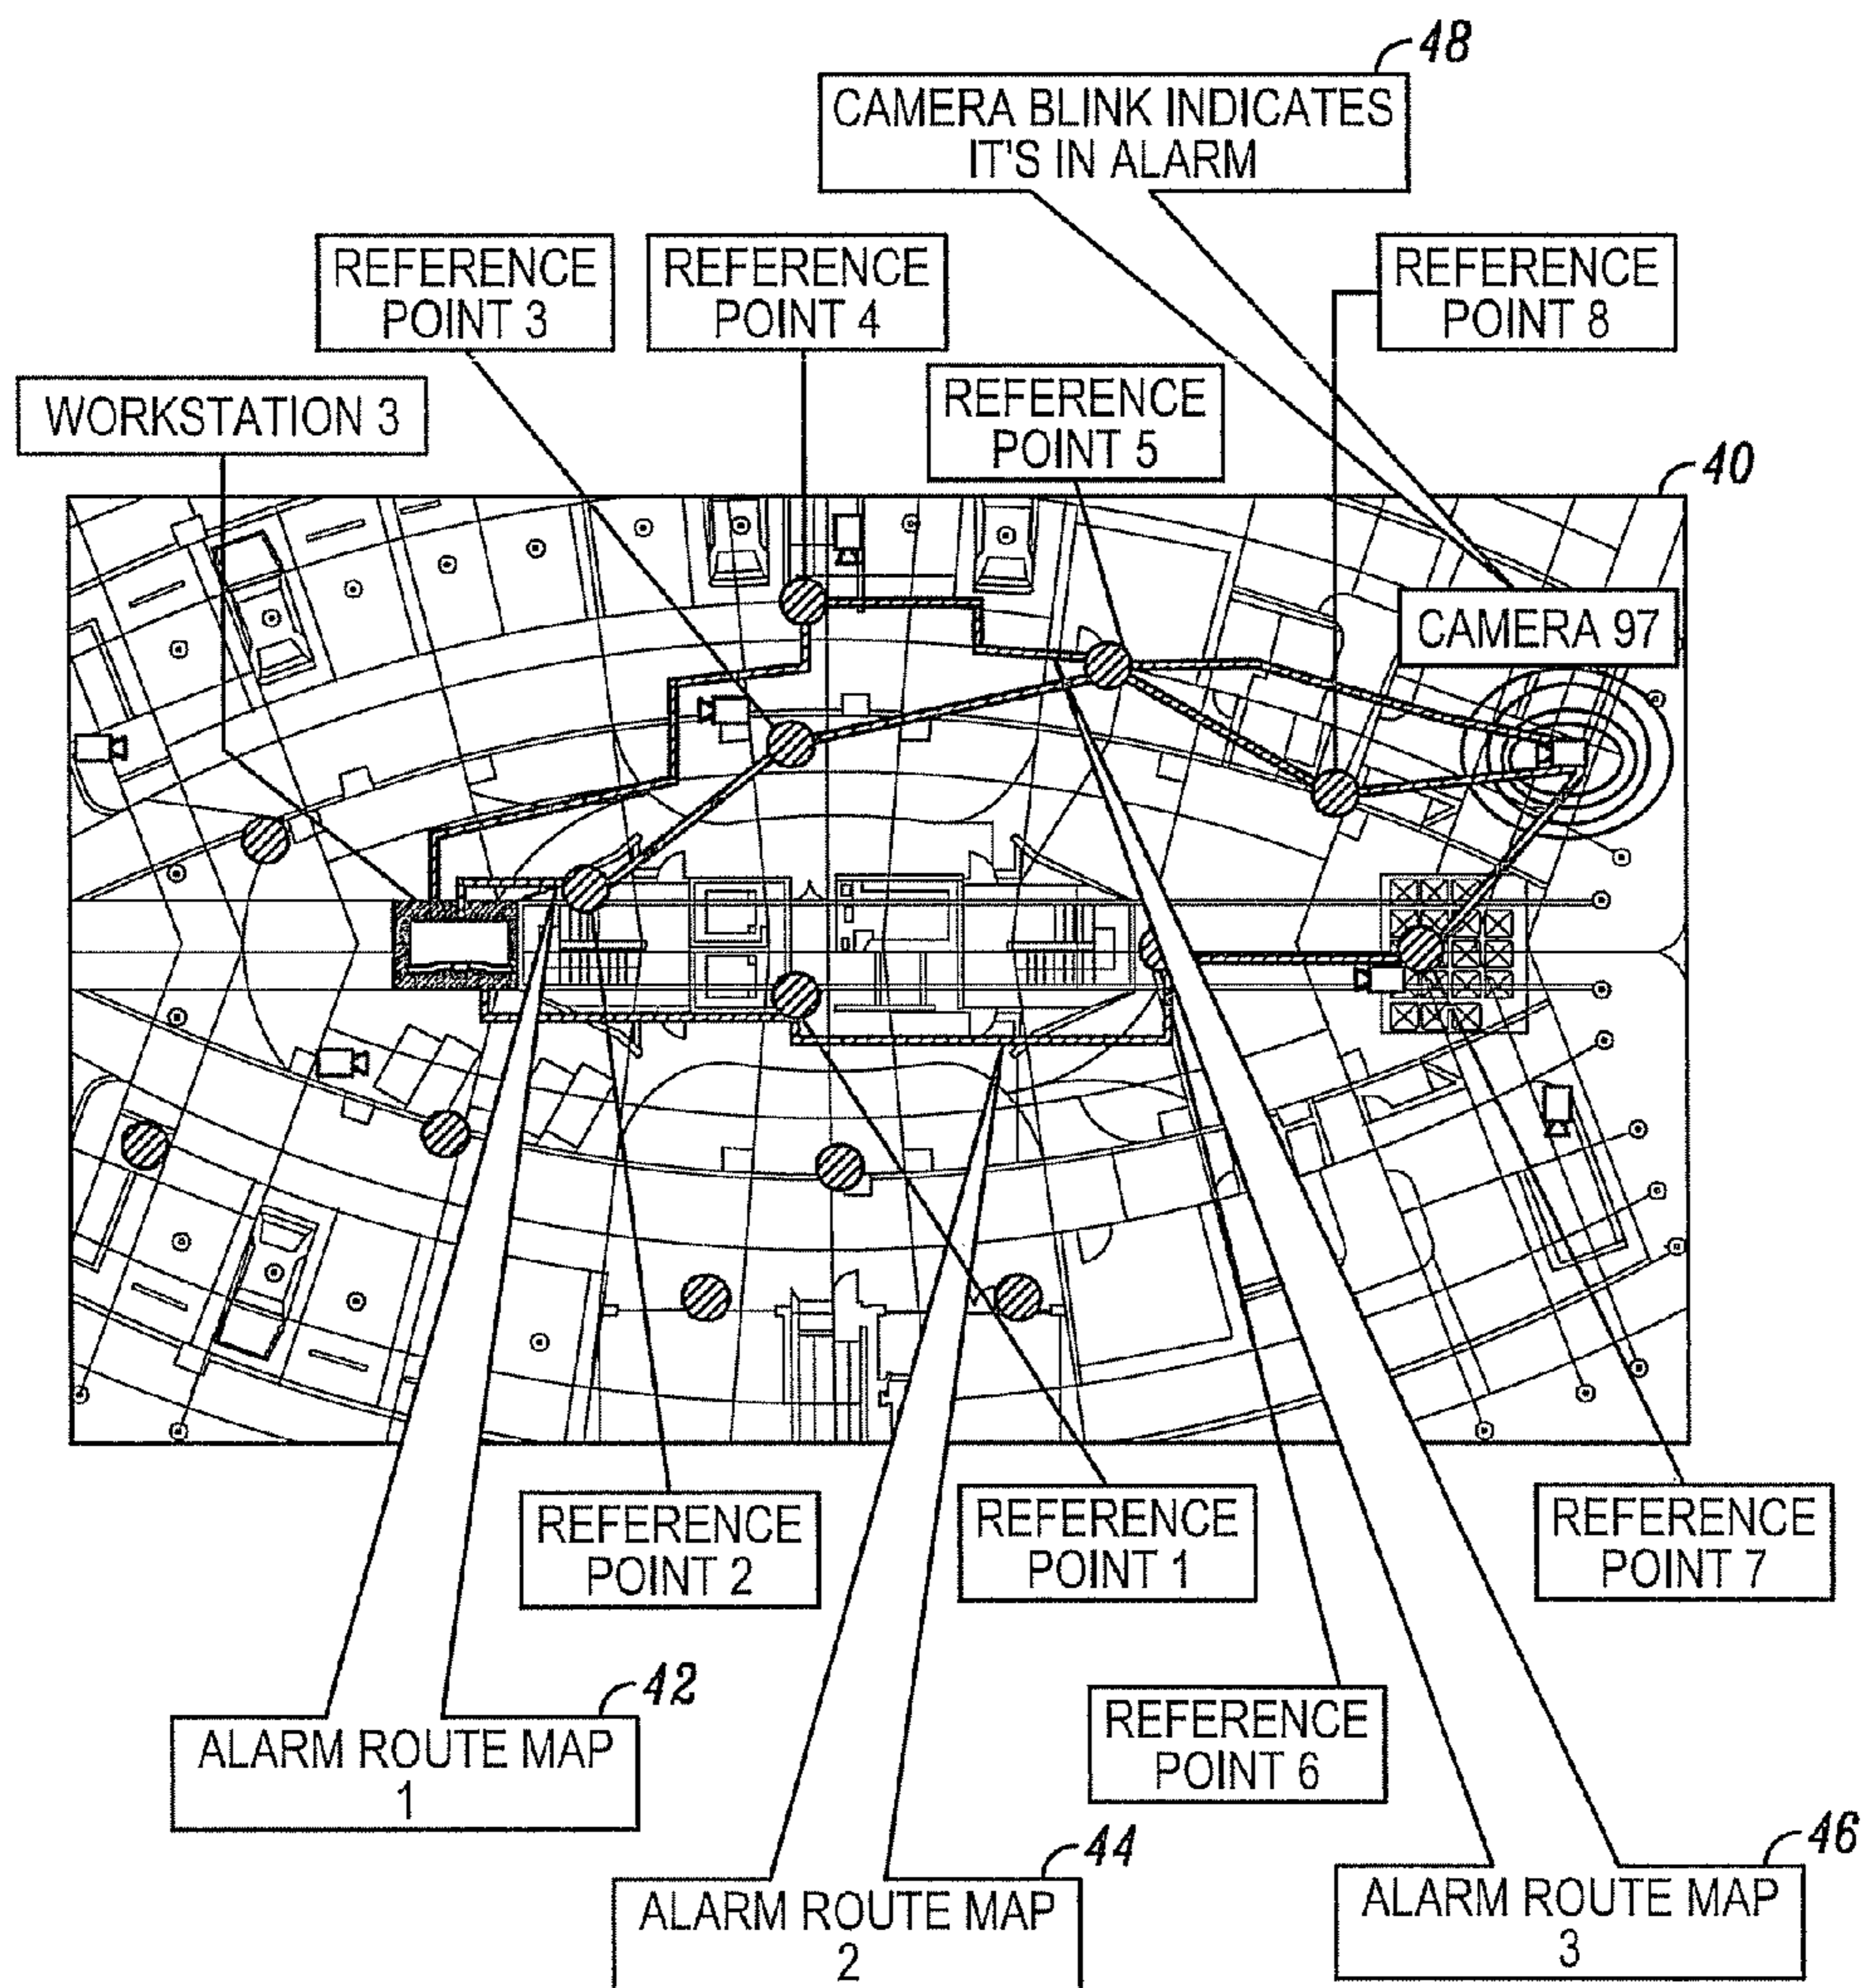 48
CAMERA BLINK INDICATES
IT'S IN ALARM
REFERENCE
POINT 3
REFERENCE
POINT 4
REFERENCE
POINT 8
WORKSTATION 3
REFERENCE
POINT 5
40
CAMERA 97
REFERENCE
POINT 2
REFERENCE
POINT 1
REFERENCE
POINT 7
42
ALARM ROUTE MAP
1
REFERENCE
POINT 6
44
ALARM ROUTE MAP
2
46
ALARM ROUTE MAP
3